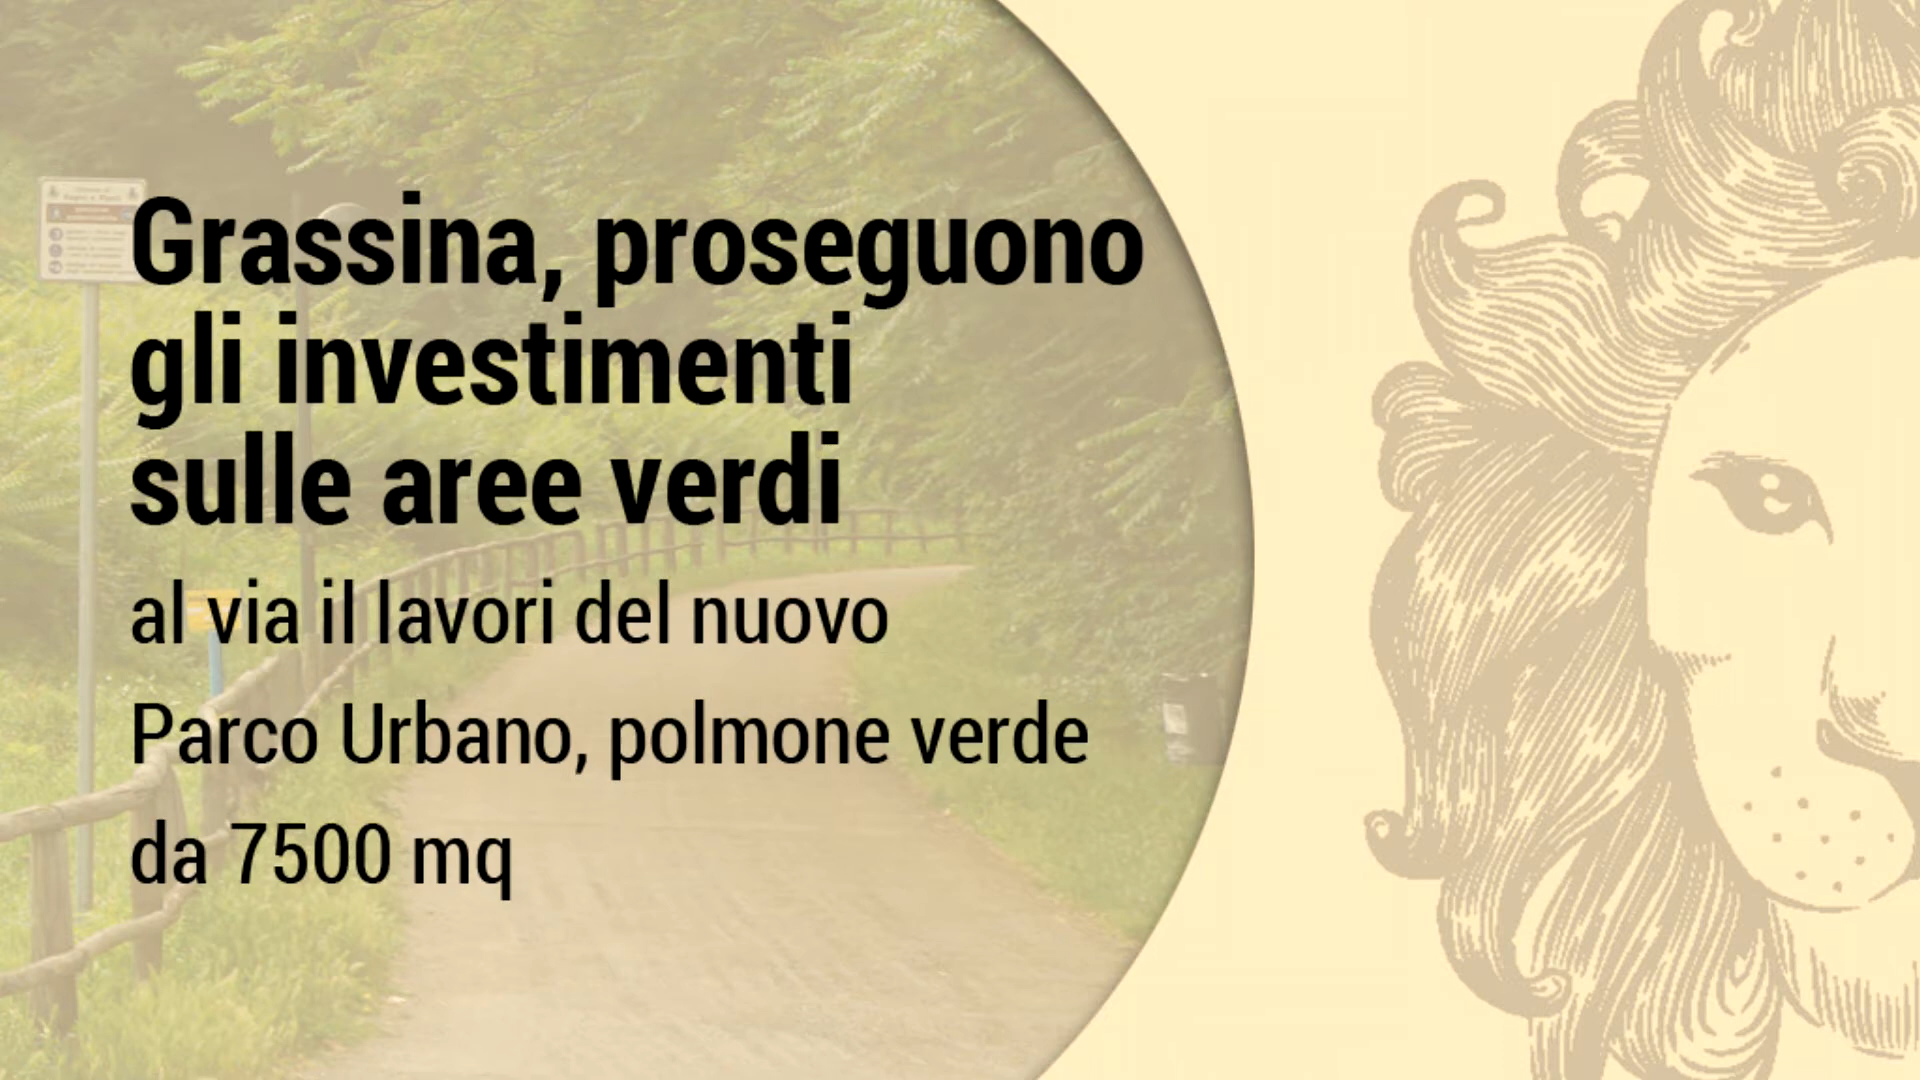 Grassina, proseguono
gli investimenti
sulle aree verdi
al via il lavori del nuovo
Parco Urbano, polmone verde
da 7500 mq